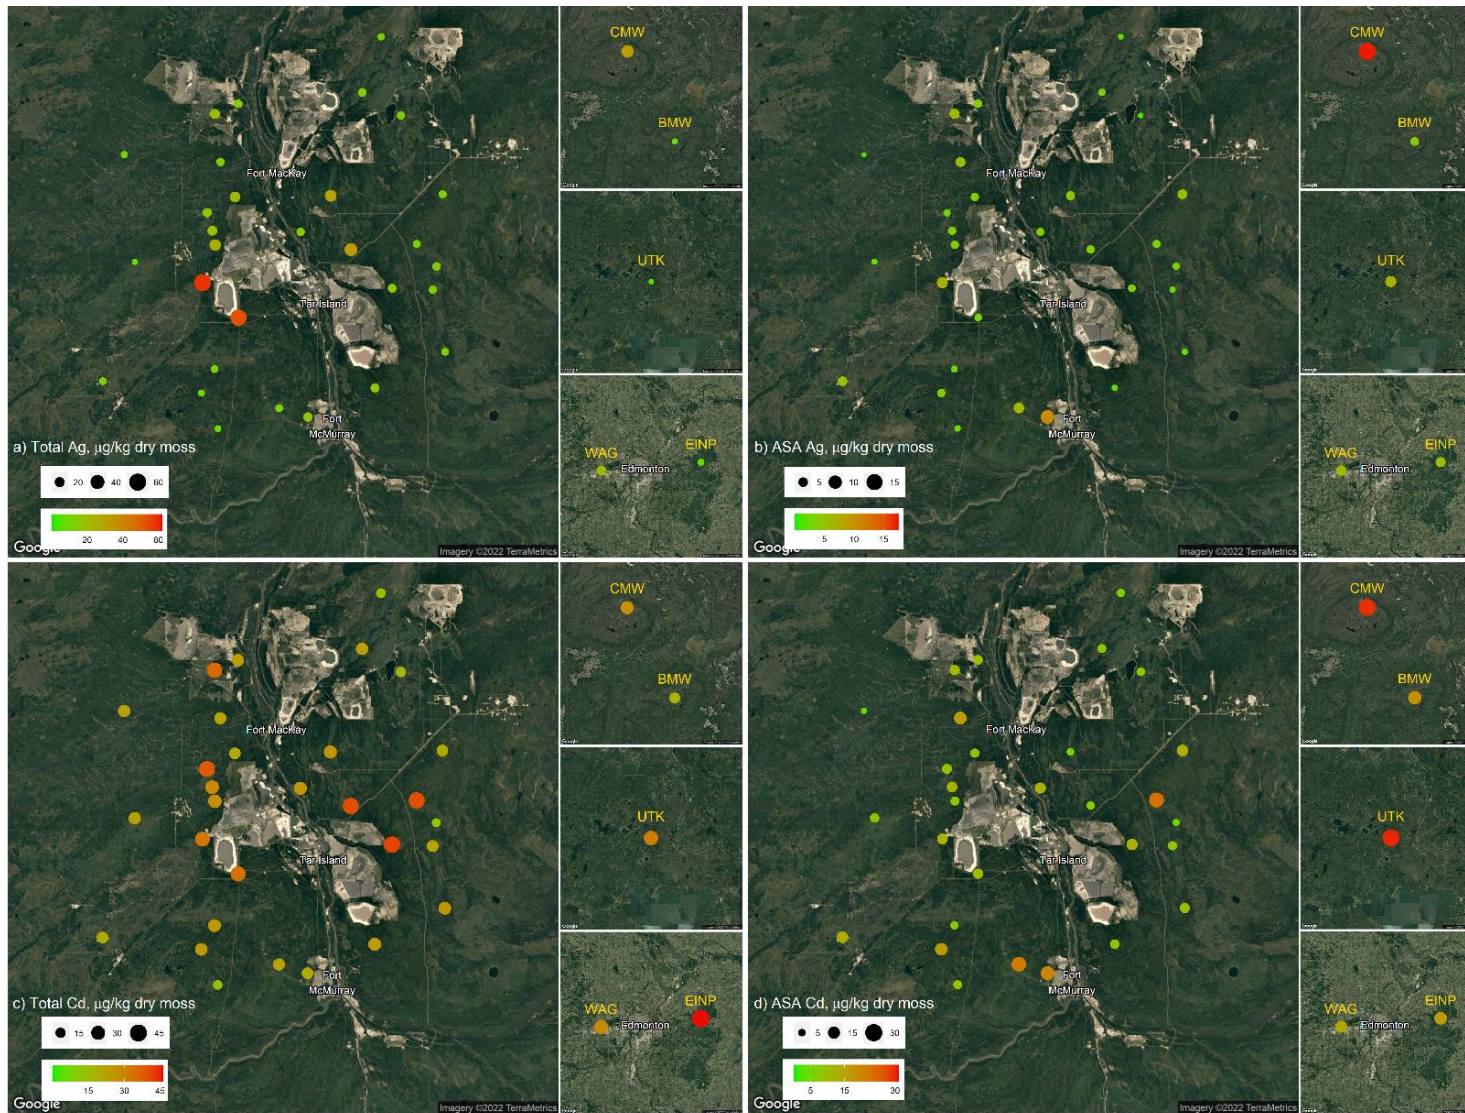 CMW
BMW
Fort MacKay
UTK
Tar Island
Fort
McMurray
a) Total Ag, µg/kg dry moss
20 40 60
20 40 60
WAG
EINP
Edmonton
Google
Imagery ©2022 TerraMetrics
CMW
BMW
Fort MacKay
UTK
Tar Island
Fort
McMurray
b) ASA Ag, µg/kg dry moss
5 10 15
5 10 15
WAG
EINP
Edmonton
Google
Imagery ©2022 TerraMetrics
CMW
BMW
Fort MacKay
UTK
Tar Island
Fort
McMurray
c) Total Cd, µg/kg dry moss
15 30 45
15 30 45
WAG
EINP
Edmonton
Google
Imagery ©2022 TerraMetrics
CMW
BMW
Fort MacKay
UTK
Tar Island
Fort
McMurray
d) ASA Cd, µg/kg dry moss
5 15 30
5 15 30
WAG
EINP
Edmonton
Google
Imagery ©2022 TerraMetrics